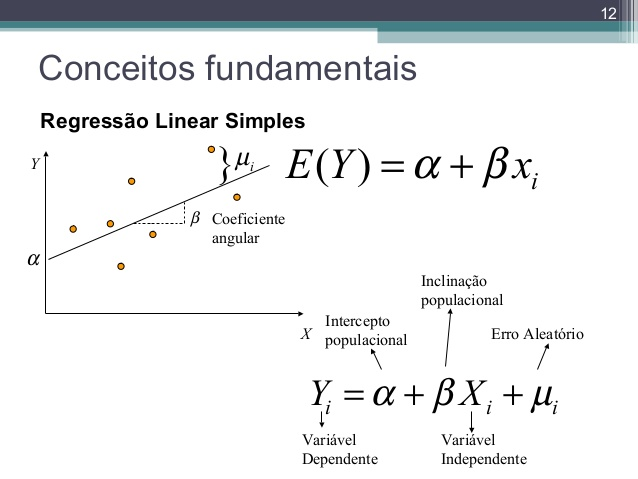 12
Conceitos fundamentais
Regressão Linear Simples
Y
}μi
E(Y) = α + βxi
β
Coeficiente
angular
α
X
Inclinação
populacional
Intercepto
populacional
Erro Aleatório
Yi = α + βXi + μi
Variável
Dependente
Variável
Independente